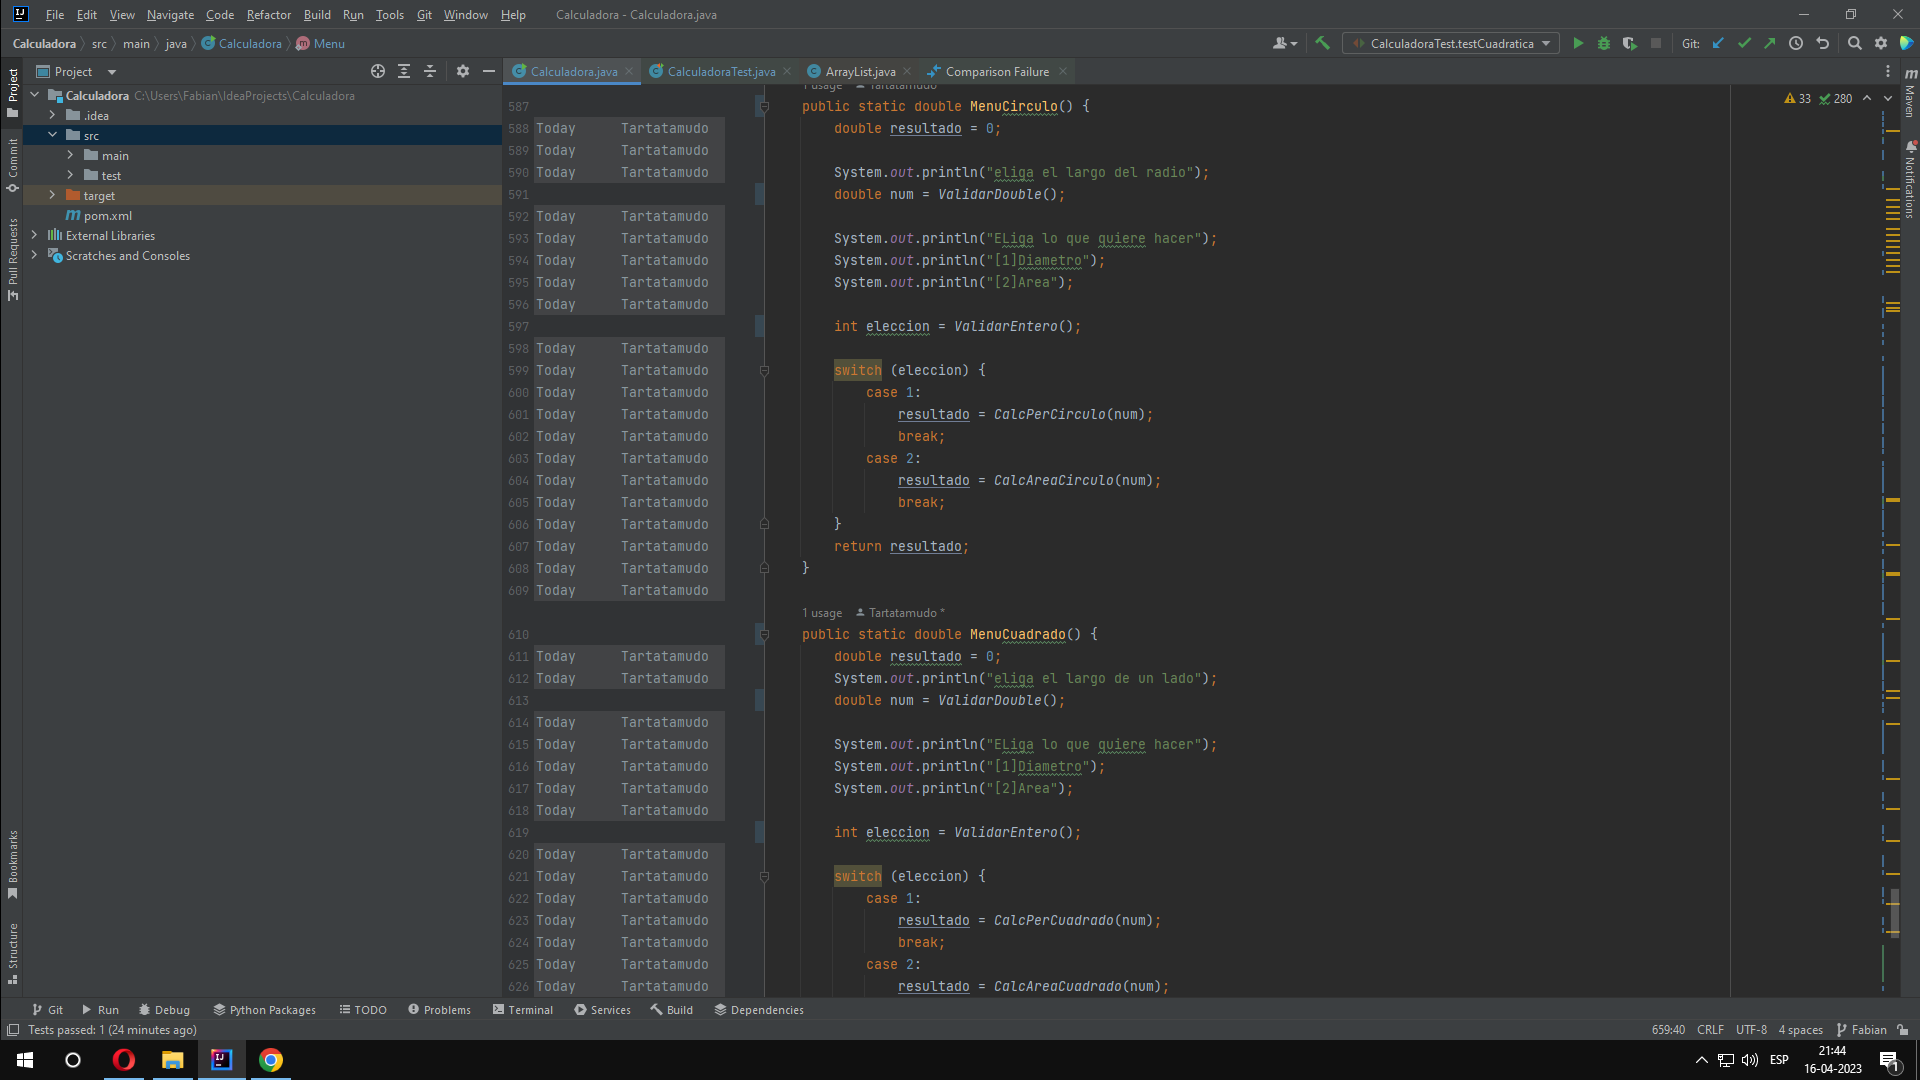 File Edit View Navigate Code Refactor Build Run Tools Git Window Help Calculadora - Calculadora.java
Calculadora src main java Calculadora Menu CalculadoraTest.testCuadratica Git:
Project Calculadora.java CalculadoraTest.java ArrayList.java Comparison Failure
Calculadora C:\Users\Fabian\IdeaProjects\Calculadora
.idea
src
main
test
target
pom.xml
External Libraries
Scratches and Consoles
Project
Commit
Pull Requests
Bookmarks
Structure
Maven
Notifications
33 280
1 usage Tartatamudo
587 public static double MenuCirculo() {
588 Today Tartatamudo double resultado = 0;
589 Today Tartatamudo
590 Today Tartatamudo System.out.println("eliga el largo del radio");
591 double num = ValidarDouble();
592 Today Tartatamudo
593 Today Tartatamudo System.out.println("ELiga lo que quiere hacer");
594 Today Tartatamudo System.out.println("[1]Diametro");
595 Today Tartatamudo System.out.println("[2]Area");
596 Today Tartatamudo
597 int eleccion = ValidarEntero();
598 Today Tartatamudo
599 Today Tartatamudo switch (eleccion) {
600 Today Tartatamudo case 1:
601 Today Tartatamudo resultado = CalcPerCirculo(num);
602 Today Tartatamudo break;
603 Today Tartatamudo case 2:
604 Today Tartatamudo resultado = CalcAreaCirculo(num);
605 Today Tartatamudo break;
606 Today Tartatamudo }
607 Today Tartatamudo return resultado;
608 Today Tartatamudo }
609 Today Tartatamudo
1 usage Tartatamudo *
610 public static double MenuCuadrado() {
611 Today Tartatamudo double resultado = 0;
612 Today Tartatamudo System.out.println("eliga el largo de un lado");
613 double num = ValidarDouble();
614 Today Tartatamudo
615 Today Tartatamudo System.out.println("ELiga lo que quiere hacer");
616 Today Tartatamudo System.out.println("[1]Diametro");
617 Today Tartatamudo System.out.println("[2]Area");
618 Today Tartatamudo
619 int eleccion = ValidarEntero();
620 Today Tartatamudo
621 Today Tartatamudo switch (eleccion) {
622 Today Tartatamudo case 1:
623 Today Tartatamudo resultado = CalcPerCuadrado(num);
624 Today Tartatamudo break;
625 Today Tartatamudo case 2:
626 Today Tartatamudo resultado = CalcAreaCuadrado(num);
Git Run Debug Python Packages TODO Problems Terminal Services Build Dependencies
Tests passed: 1 (24 minutes ago) 659:40 CRLF UTF-8 4 spaces Fabian
ESP 21:44
16-04-2023 1